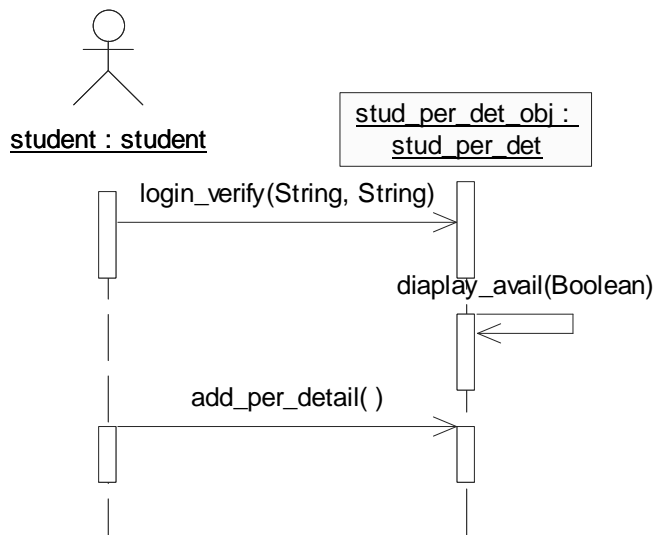 student : student
stud_per_det_obj :
stud_per_det
login_verify(String, String)
diaplay_avail(Boolean)
add_per_detail( )